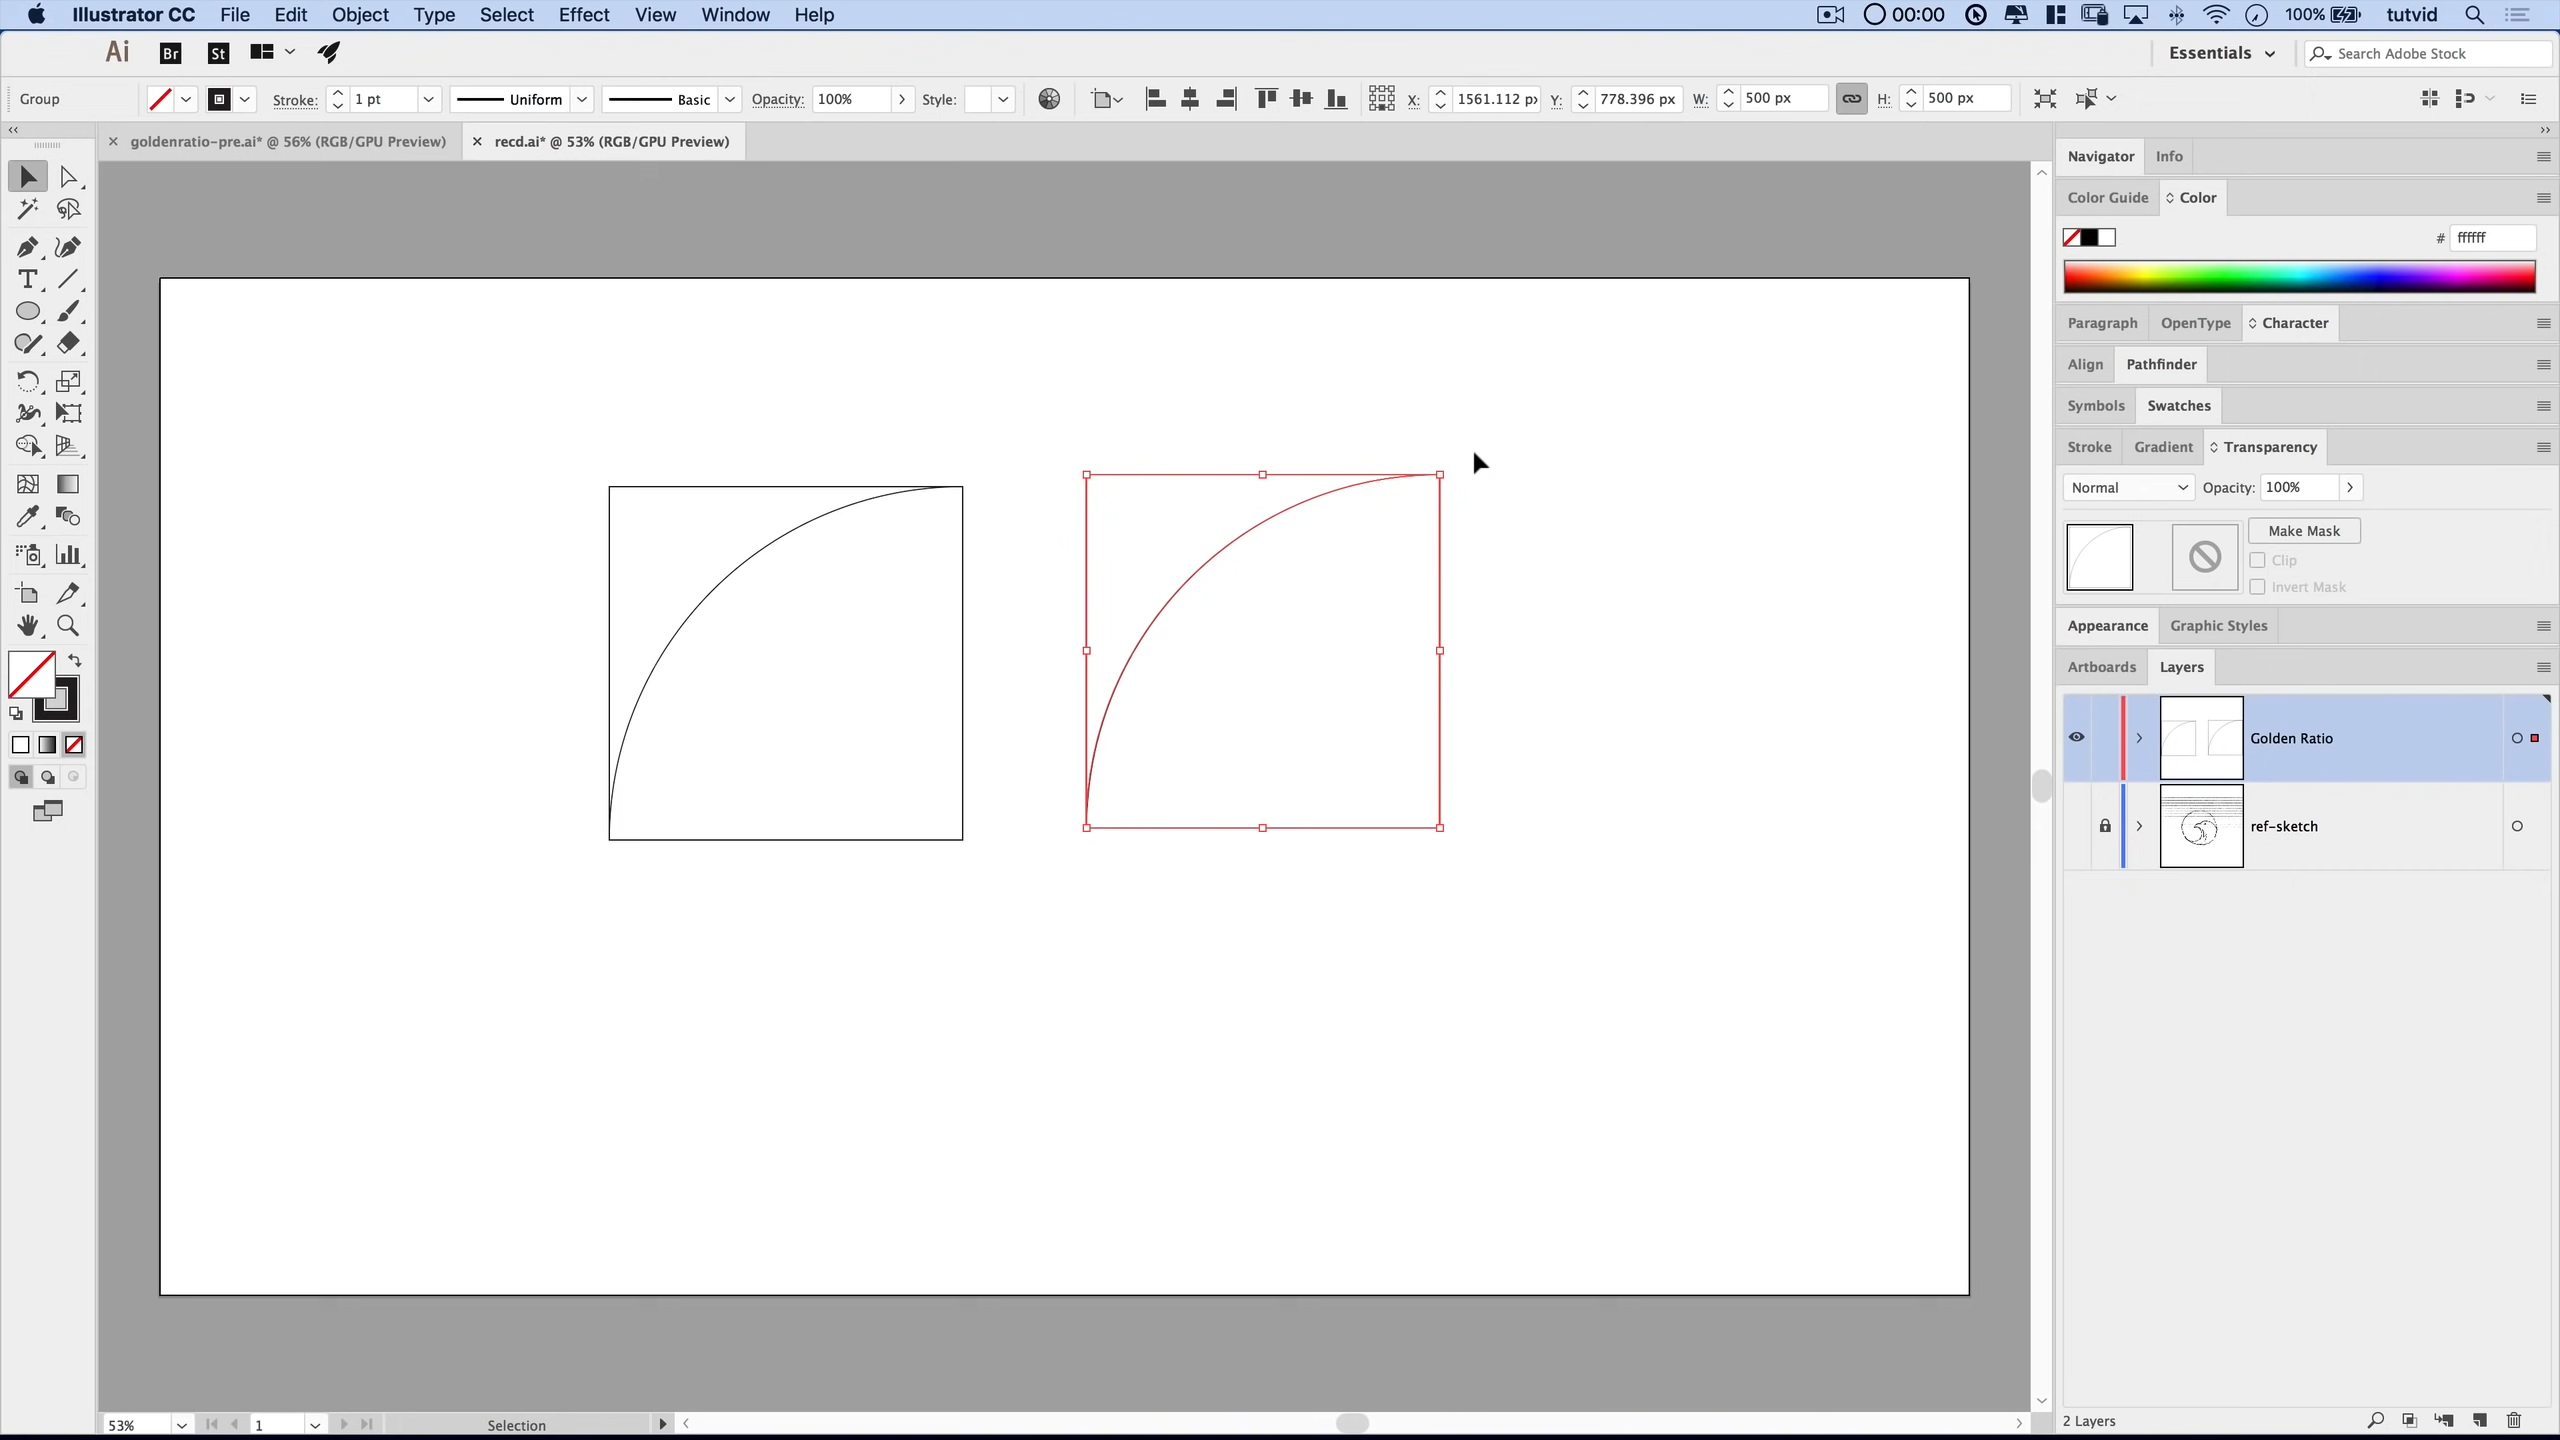 Illustrator CC File Edit Object Type Select Effect View Window Help 00:00 100% tutvid
Ai Br St Essentials Search Adobe Stock
Group Stroke: 1 pt Uniform Basic Opacity: 100% Style: X: 1561.112 px Y: 778.396 px W: 500 px H: 500 px
goldenratio-pre.ai* @ 56% (RGB/GPU Preview) recd.ai* @ 53% (RGB/GPU Preview)
Navigator Info
Color Guide Color
# ffffff
Paragraph OpenType Character
Align Pathfinder
Symbols Swatches
Stroke Gradient Transparency
Normal Opacity: 100%
Make Mask
Clip
Invert Mask
Appearance Graphic Styles
Artboards Layers
Golden Ratio
ref-sketch
53% 1 Selection 2 Layers